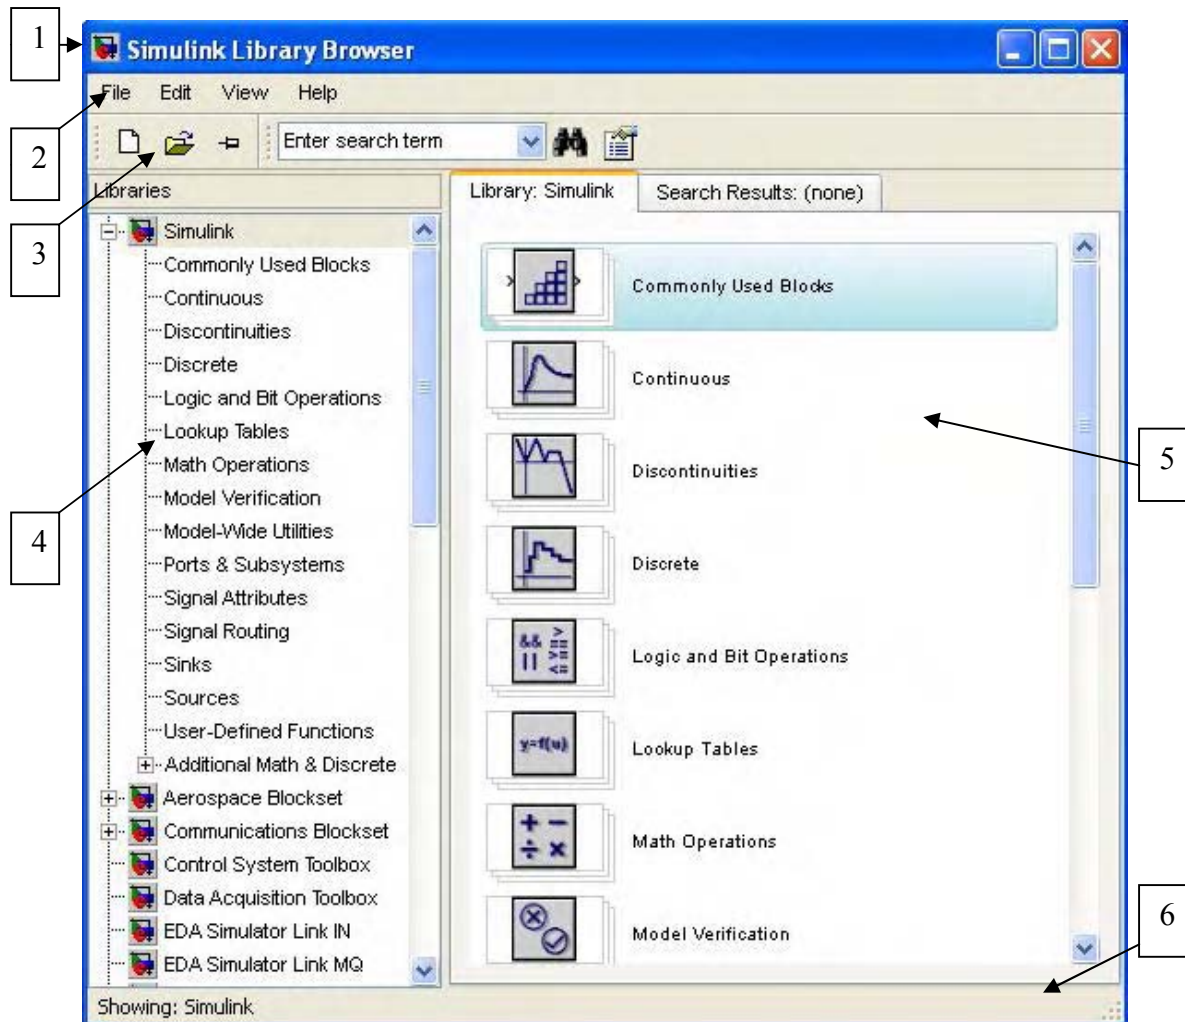 1
Simulink Library Browser
File Edit View Help
2
Enter search term
Libraries
Library: Simulink
Search Results: (none)
3
Simulink
Commonly Used Blocks
Continuous
Discontinuities
Discrete
Logic and Bit Operations
Lookup Tables
Math Operations
Model Verification
Model-Wide Utilities
Ports & Subsystems
Signal Attributes
Signal Routing
Sinks
Sources
User-Defined Functions
Additional Math & Discrete
Aerospace Blockset
Communications Blockset
Control System Toolbox
Data Acquisition Toolbox
EDA Simulator Link IN
EDA Simulator Link MQ
4
Commonly Used Blocks
Continuous
Discontinuities
Discrete
&& >
== 
|| >=
<=
Logic and Bit Operations
y=f(u)
Lookup Tables
+ −
÷ ×
Math Operations
Model Verification
5
6
Showing: Simulink